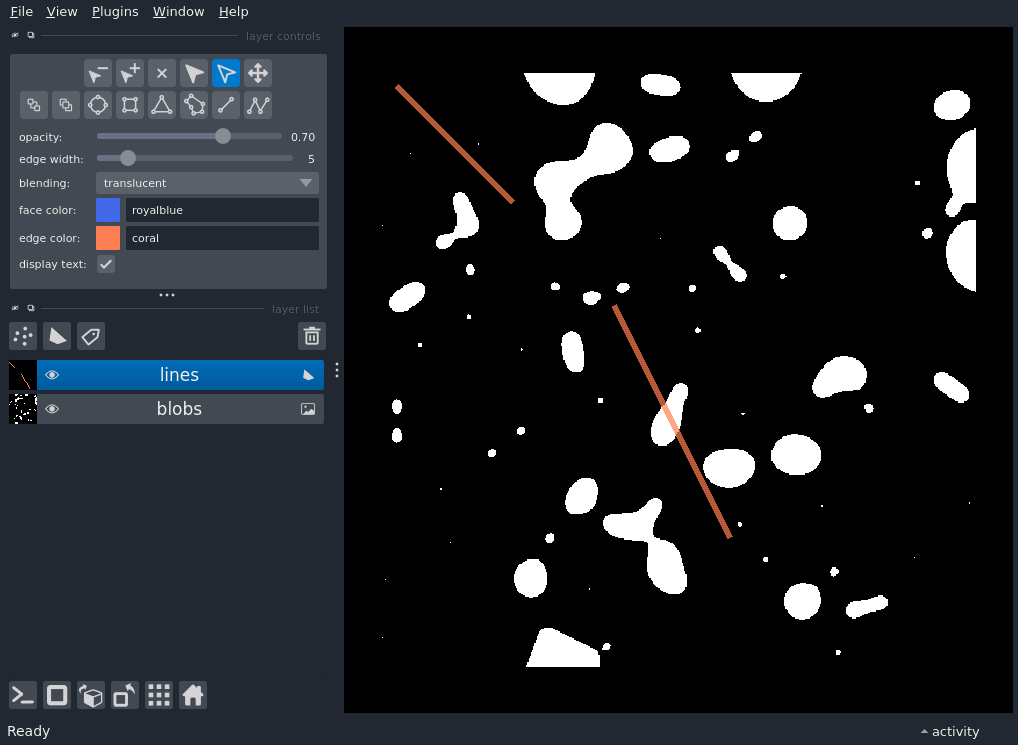 File View Plugins Window Help
layer controls
opacity: 0.70
edge width: 5
blending: translucent
face color: royalblue
edge color: coral
display text:
layer list
lines
blobs
Ready
activity